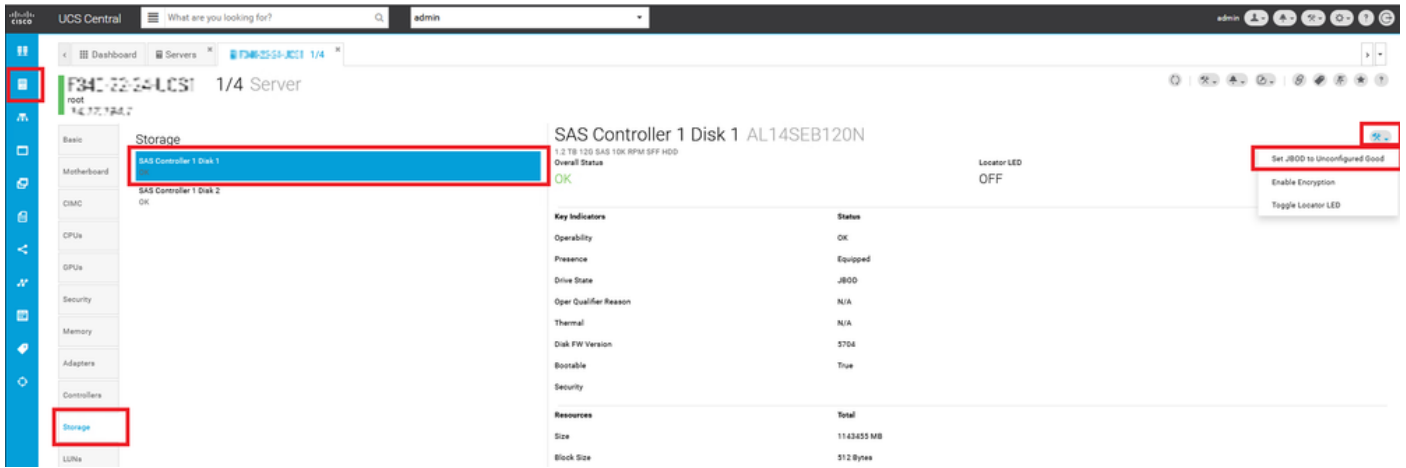 CISCO UCS Central What are you looking for? admin admin
Dashboard Servers 1/4
1/4 Server
root
Basic
Motherboard
CIMC
CPUs
GPUs
Security
Memory
Adapters
Controllers
Storage
LUNs
Storage
SAS Controller 1 Disk 1
OK
SAS Controller 1 Disk 2
OK
SAS Controller 1 Disk 1 AL14SEB120N
1.2 TB 12G SAS 10K RPM SFF HDD
Overall Status Locator LED
OK OFF
Set JBOD to Unconfigured Good
Enable Encryption
Toggle Locator LED
Key Indicators Status
Operability OK
Presence Equipped
Drive State JBOD
Oper Qualifier Reason N/A
Thermal N/A
Disk FW Version 5704
Bootable True
Security
Resources Total
Size 1143455 MB
Block Size 512 Bytes